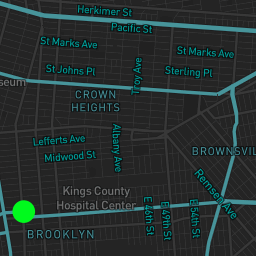 Herkimer St
Pacific St
St Marks Ave
St Marks Ave
St Johns Pl
Troy Ave
Sterling Pl
seum
CROWN
HEIGHTS
Albany Ave
Lefferts Ave
Midwood St
BROWNSVIL
Remsen Ave
Kings County
Hospital Center
E 46th St
E 49th St
E 54th St
BROOKLYN